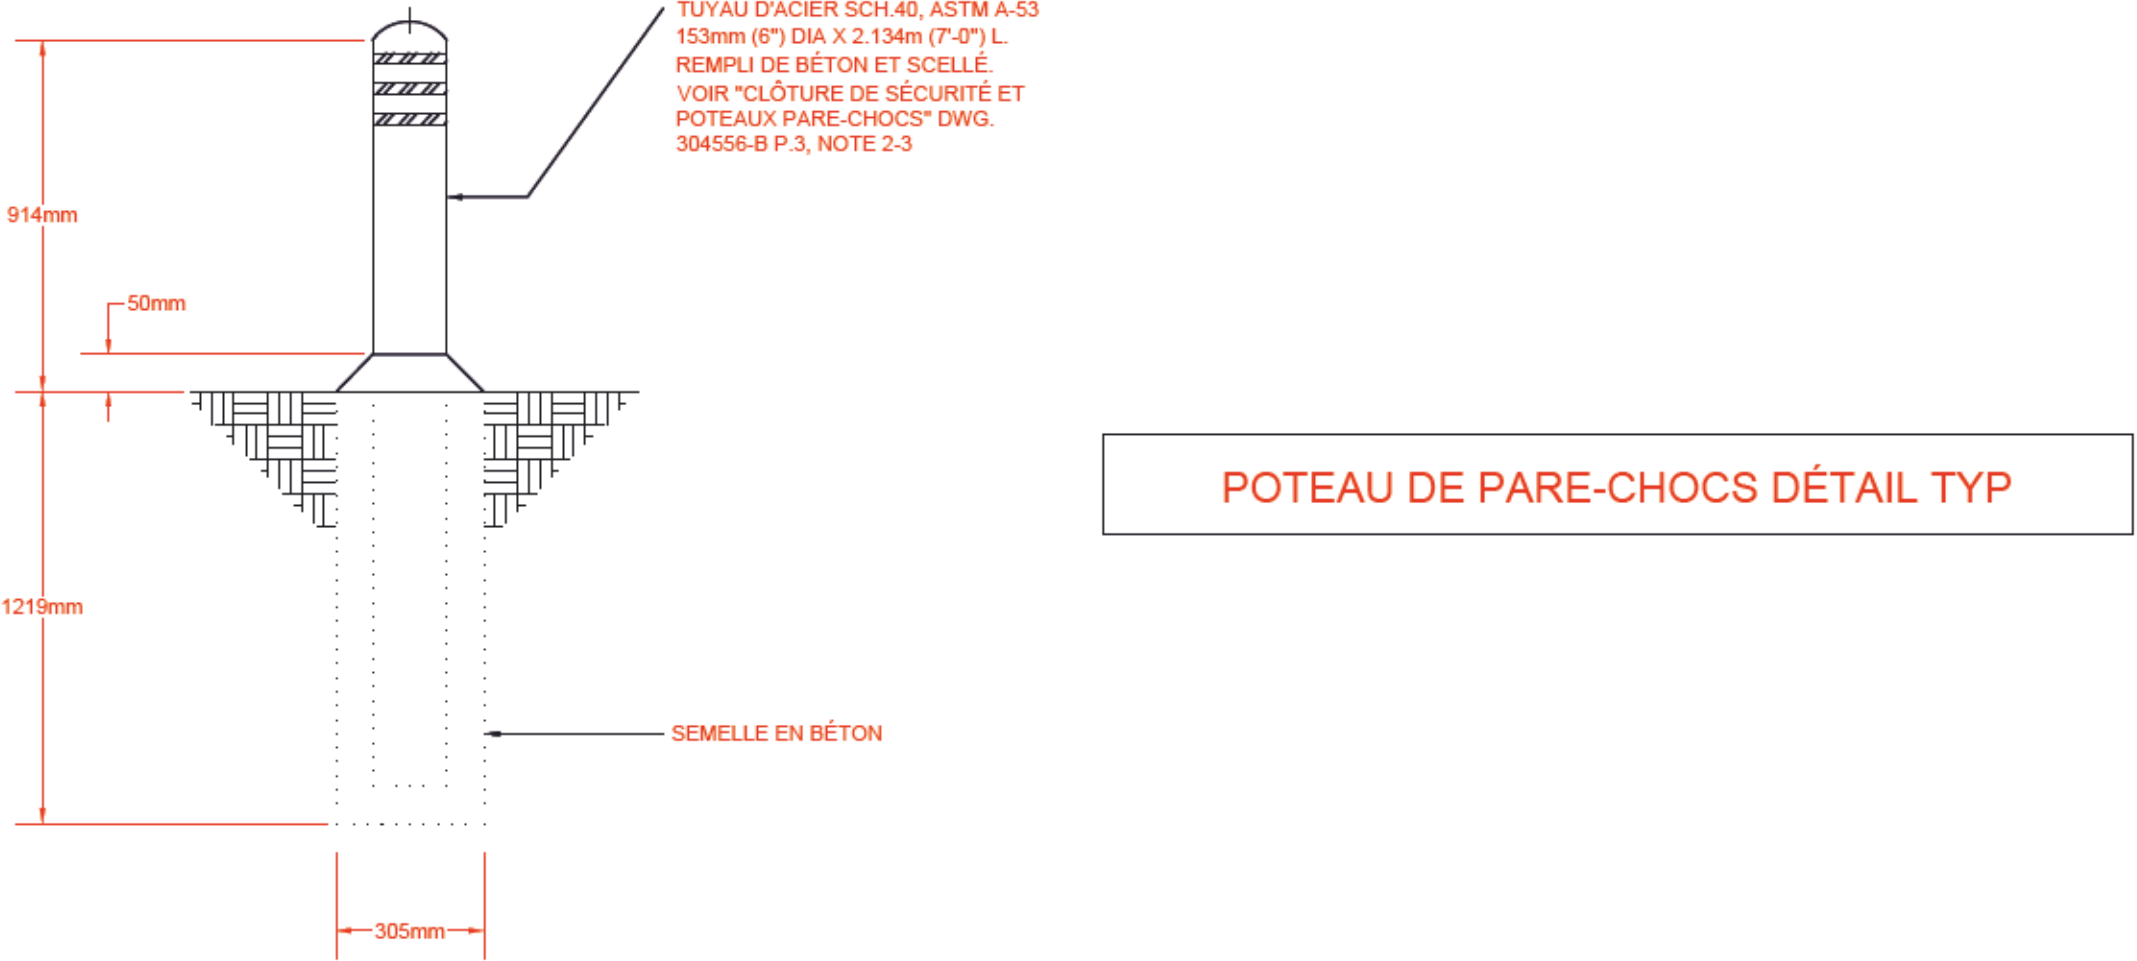 TUYAU D'ACIER SCH.40, ASTM A-53
153mm (6") DIA X 2.134m (7'-0") L.
REMPLI DE BÉTON ET SCELLÉ.
VOIR "CLÔTURE DE SÉCURITÉ ET
POTEAUX PARE-CHOCS" DWG.
304556-B P.3, NOTE 2-3
914mm
50mm
POTEAU DE PARE-CHOCS DÉTAIL TYP
1219mm
SEMELLE EN BÉTON
305mm